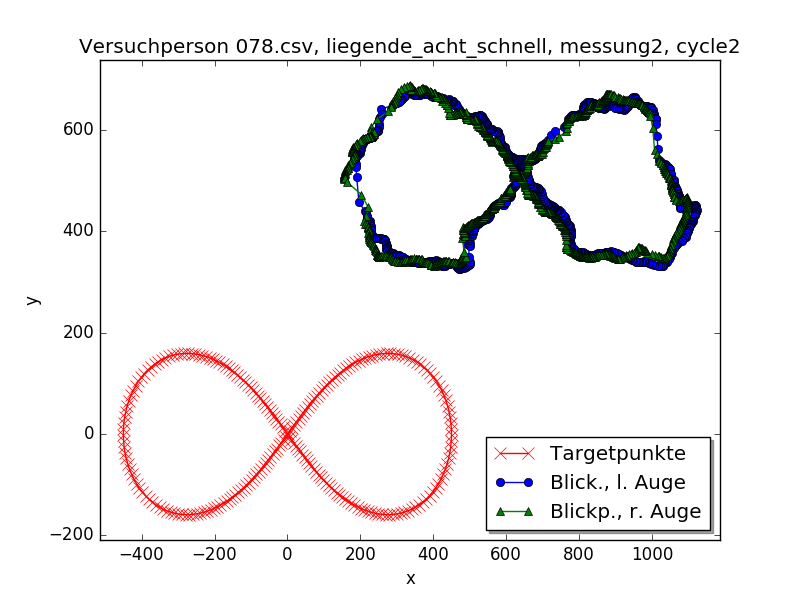 Versuchperson 078.csv, liegende_acht_schnell, messung2, cycle2
y
600
400
200
0
−200
−400
−200
0
200
400
600
800
1000
x
Targetpunkte
Blick., l. Auge
Blickp., r. Auge